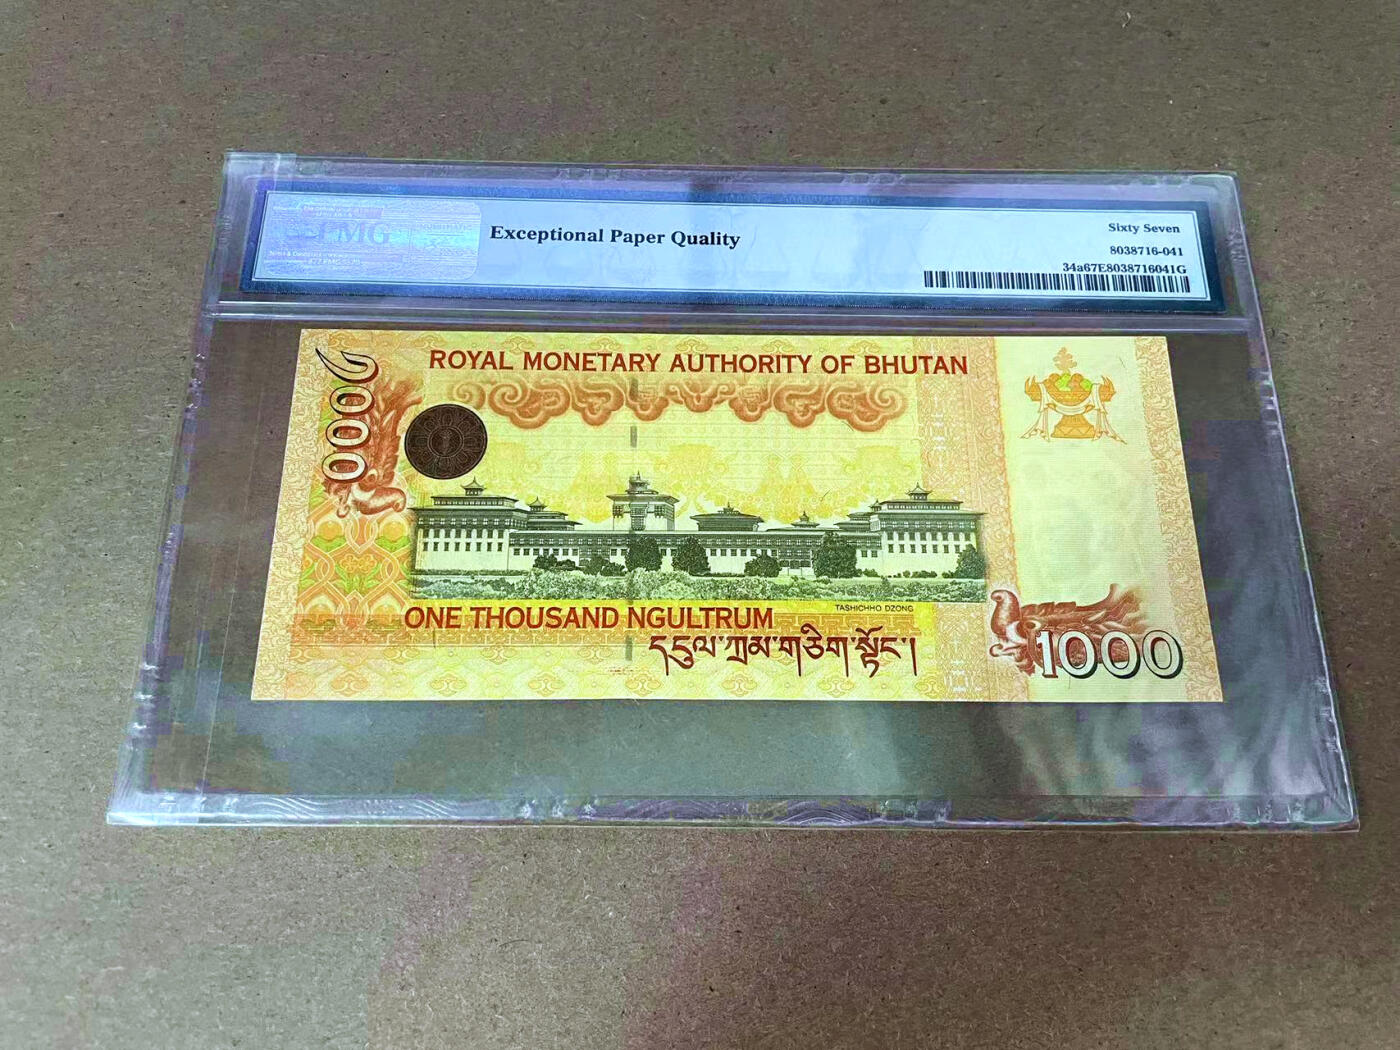 PMG
Exceptional Paper Quality
Sixty Seven
8038716-041
34a67E8038716041G
ROYAL MONETARY AUTHORITY OF BHUTAN
1000
TASHICHHO DZONG
ONE THOUSAND NGULTRUM
དངུལ་ཀྲམ་གཅིག་སྟོང་།
1000